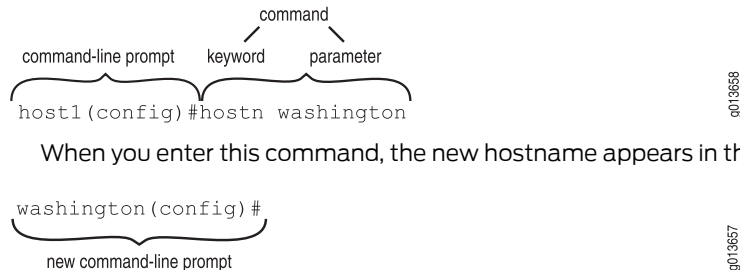 command
command-line prompt keyword parameter
host1(config)#hostn washington
g013658
When you enter this command, the new hostname appears in th
washington(config)#
new command-line prompt
g013657